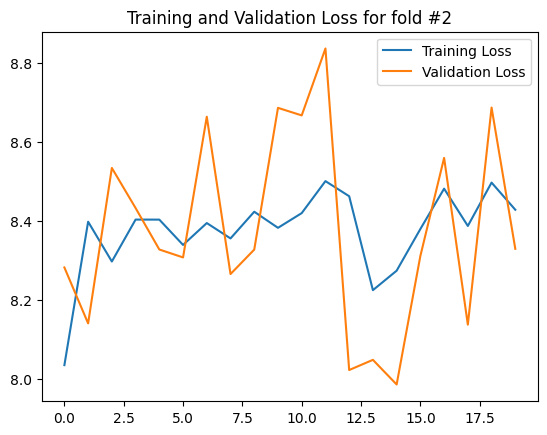 Training and Validation Loss for fold #2
Training Loss
Validation Loss
8.8
8.6
8.4
8.2
8.0
0.0 2.5 5.0 7.5 10.0 12.5 15.0 17.5